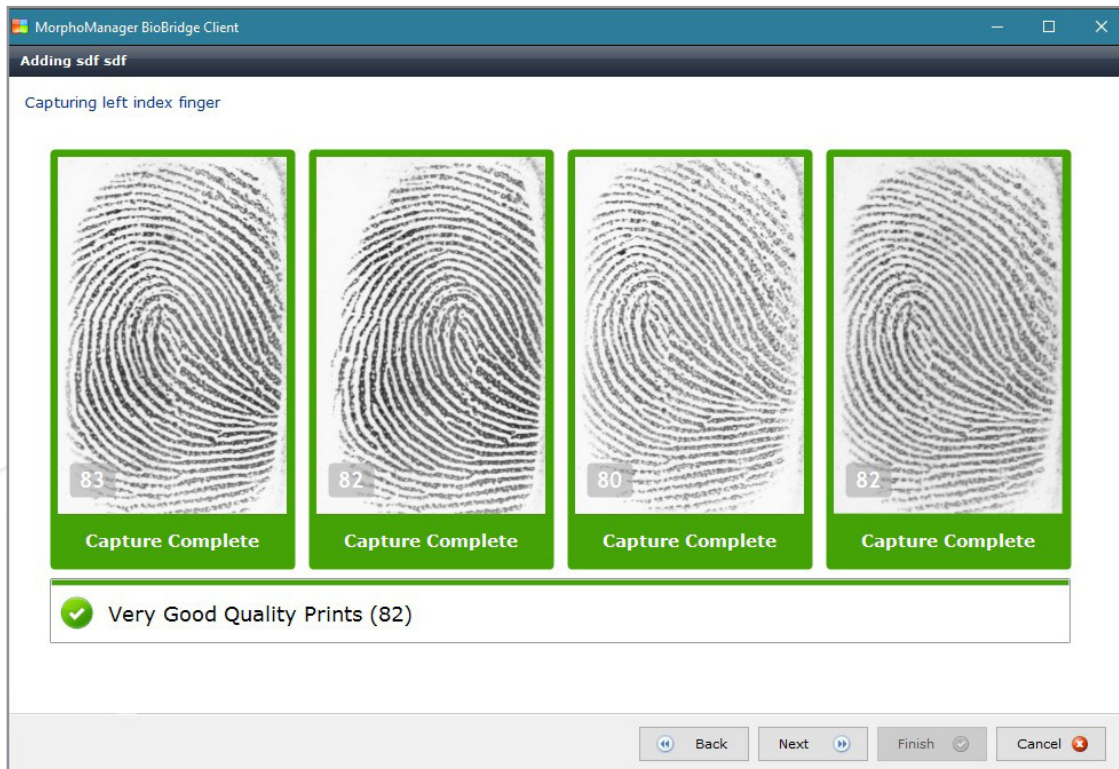 MorphoManager BioBridge Client
Adding sdf sdf
Capturing left index finger
83
82
80
82
Capture Complete
Capture Complete
Capture Complete
Capture Complete
Very Good Quality Prints (82)
Back
Next
Finish
Cancel